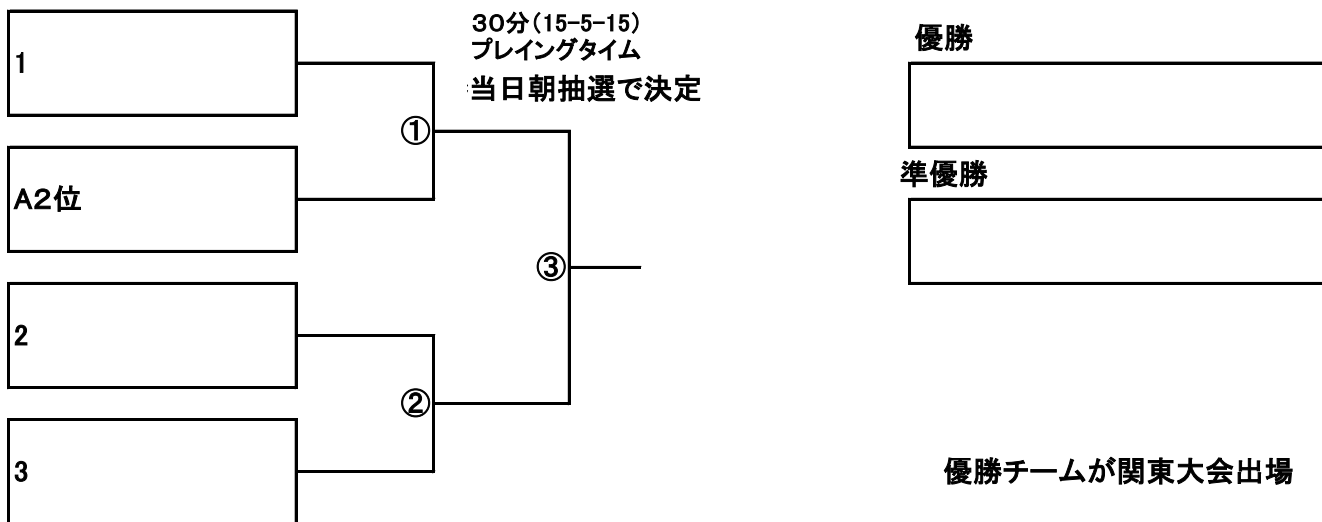 30分(15-5-15)
プレイングタイム
当日朝抽選で決定
1
①
A2位
③
2
②
3
優勝
準優勝
優勝チームが関東大会出場